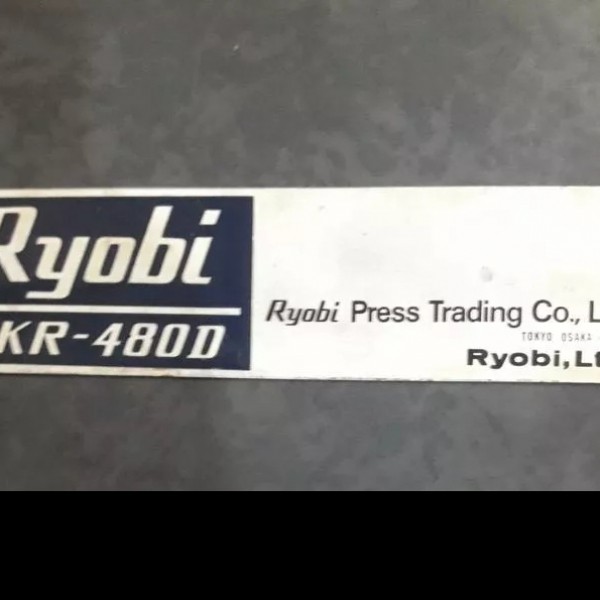 Ryobi
KR-480D
Ryobi Press Trading Co., L
TOKYO OSAKA
Ryobi, Lt